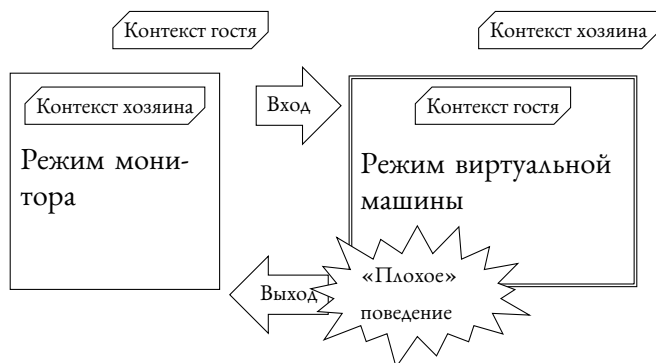 Контекст гостя
Контекст хозяина
Контекст хозяина
Вход
Контекст гостя
Режим мони-
тора
Режим виртуальной
машины
Выход
«Плохое»
поведение